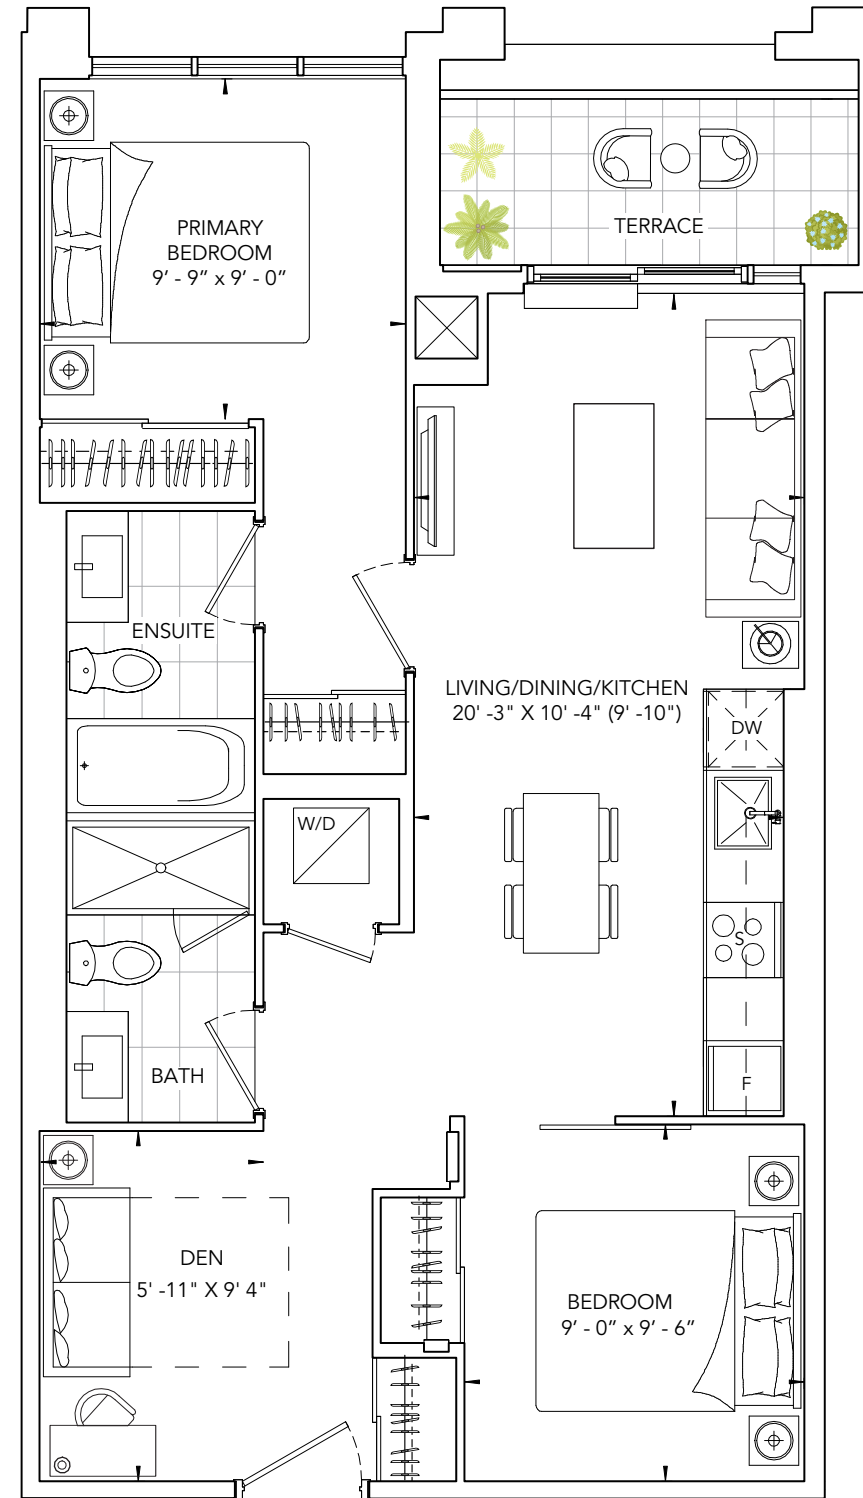 PRIMARY
BEDROOM
9’ - 9” x 9’ - 0”
TERRACE
ENSUITE
LIVING/DINING/KITCHEN
20' -3" X 10' -4" (9' -10")
DW
W/D
S
BATH
F
DEN
5' -11" X 9' 4"
BEDROOM
9’ - 0” x 9’ - 6”